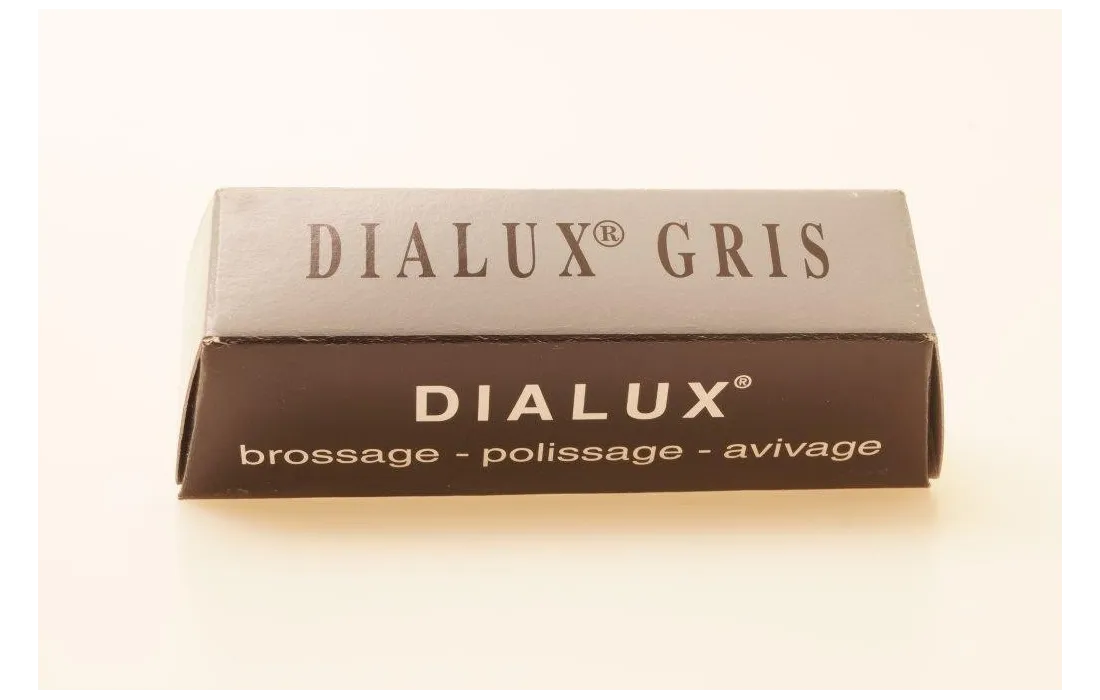 DIALUX® GRIS
DIALUX®
brossage - polissage - avivage